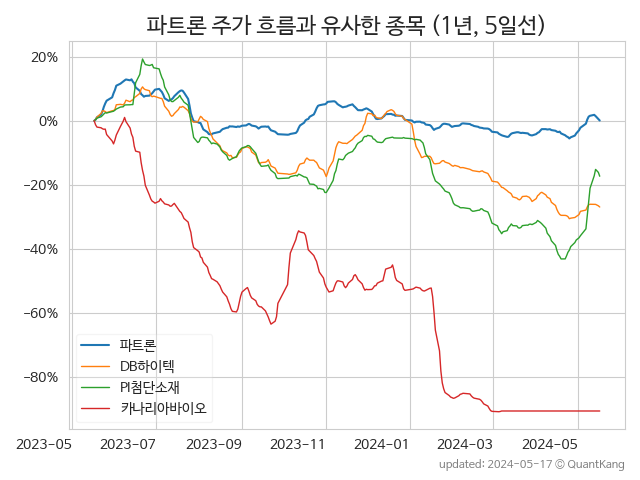 파트론 주가 흐름과 유사한 종목 (1년, 5일선)
20%
0%
−20%
−40%
−60%
−80%
파트론
DB하이텍
PI첨단소재
카나리아바이오
2023-05
2023-07
2023-09
2023-11
2024-01
2024-03
2024-05
updated: 2024-05-17 © QuantKang